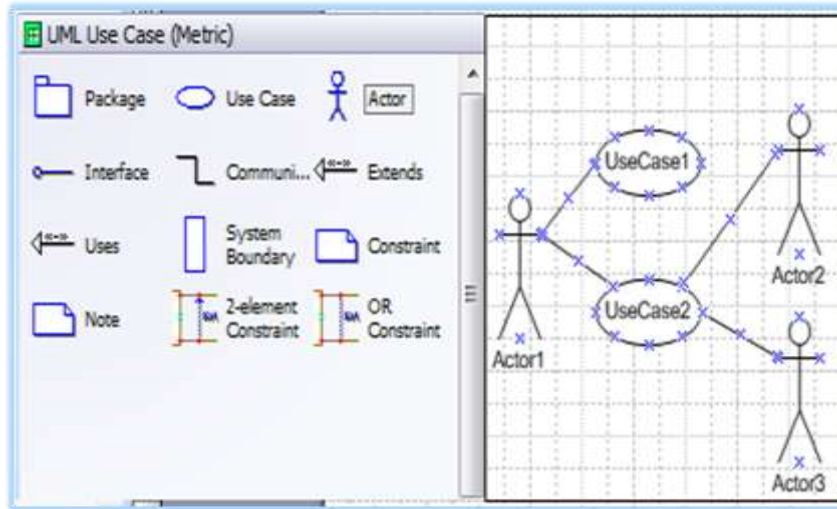 UML Use Case (Metric)
Package
Use Case
Actor
Interface
Communi...
Extends
Uses
System
Boundary
Constraint
Note
2-element
Constraint
OR
Constraint
UseCase1
Actor2
UseCase2
Actor1
Actor3